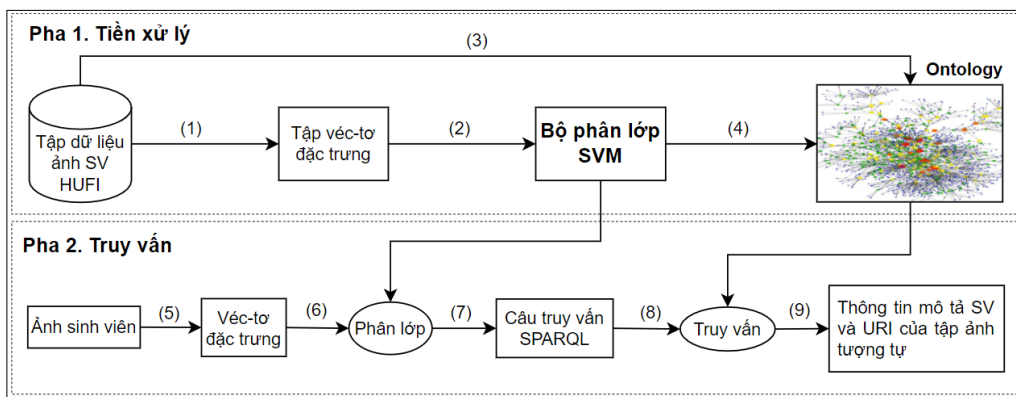 Pha 1. Tiền xử lý
(3)
Ontology
Tập dữ liệu
ảnh SV
HUFI
(1)
Tập véc-tơ
đặc trưng
(2)
Bộ phân lớp
SVM
(4)
Pha 2. Truy vấn
Ảnh sinh viên
(5)
Véc-tơ
đặc trưng
(6)
Phân lớp
(7)
Câu truy vấn
SPARQL
(8)
Truy vấn
(9)
Thông tin mô tả SV
và URI của tập ảnh
tượng tự